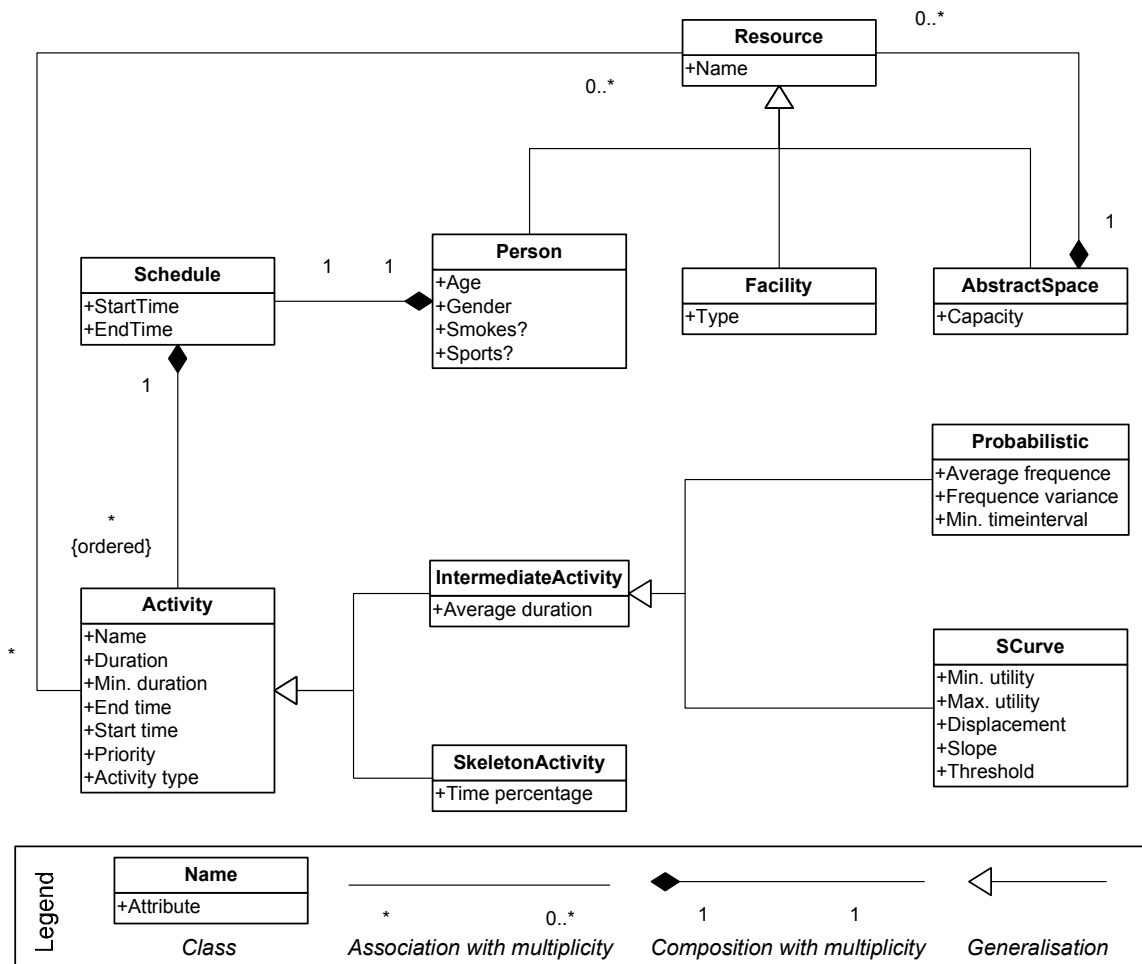 0..*
Resource
+Name
0..*
1
Person
+Age
+Gender
+Smokes?
+Sports?
1
1
Schedule
+StartTime
+EndTime
Facility
+Type
AbstractSpace
+Capacity
1
Probabilistic
+Average frequence
+Frequence variance
+Min. timeinterval
*
{ordered}
IntermediateActivity
+Average duration
Activity
+Name
+Duration
+Min. duration
+End time
+Start time
+Priority
+Activity type
*
SCurve
+Min. utility
+Max. utility
+Displacement
+Slope
+Threshold
SkeletonActivity
+Time percentage
Legend
Name
+Attribute
Class
*
0..*
Association with multiplicity
1
1
Composition with multiplicity
Generalisation